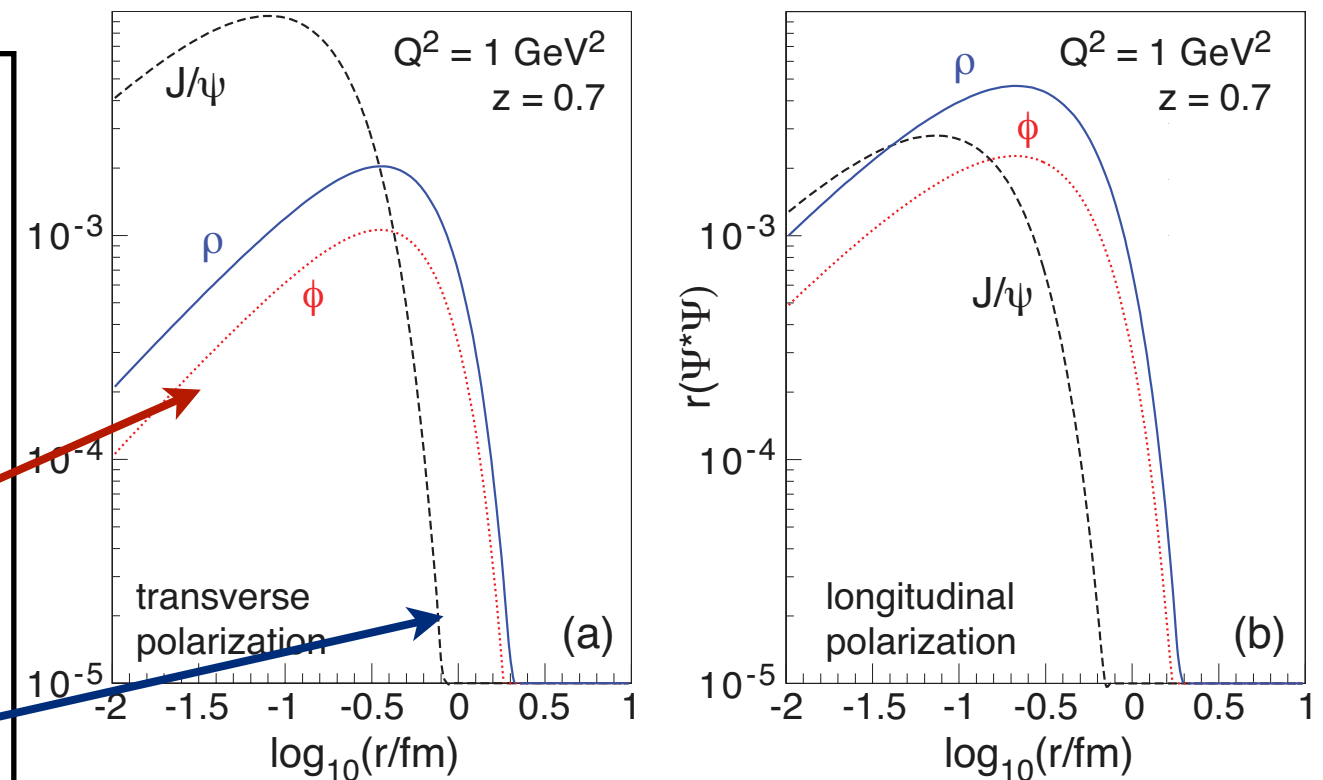 Q² = 1 GeV²
z = 0.7
J/ψ
ρ
ϕ
10⁻³
10⁻⁴
10⁻⁵
transverse
polarization
(a)
-2 -1.5 -1 -0.5 0 0.5 1
log₁₀(r/fm)
Q² = 1 GeV²
z = 0.7
ρ
ϕ
J/ψ
r(Ψ*Ψ)
10⁻³
10⁻⁴
10⁻⁵
longitudinal
polarization
(b)
-2 -1.5 -1 -0.5 0 0.5 1
log₁₀(r/fm)